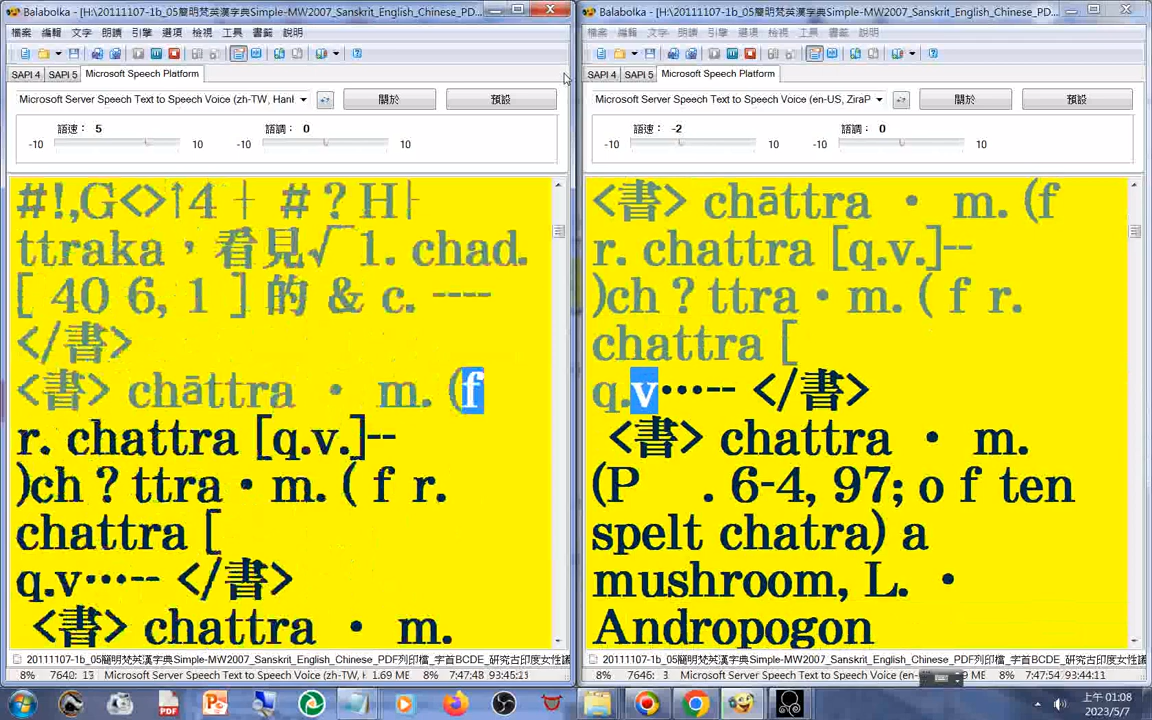 Balabolka - [H:\20111107-1b_05簡明梵英漢字典Simple-MW2007_Sanskrit_English_Chinese_PD...
檔案 編輯 文字 朗讀 引擎 選項 檢視 工具 書籤 說明
SAPI 4 SAPI 5 Microsoft Speech Platform
Microsoft Server Speech Text to Speech Voice (zh-TW, Hanl 關於 預設
語速： 5 語調： 0
-10 10 -10 10
#!,G<>↑4 ┼ #？H├
ttraka，看見√￣1. chad.
[ 40 6, 1 ] 的 & c. ----
</書>
<書> chāttra • m. (f
r. chattra [q.v.]--
)ch？ttra•m. ( f r.
chattra [
q.v…-- </書>
<書> chattra • m.
20111107-1b_05簡明梵英漢字典Simple-MW2007_Sanskrit_English_Chinese_PDF列印檔_字首BCDE_研究古印度女性議
8% 7642: 13 Microsoft Server Speech Text to Speech Voice (zh-TW, H 1.69 ME 8% 7:47:48 93:45:23
Balabolka - [H:\20111107-1b_05簡明梵英漢字典Simple-MW2007_Sanskrit_English_Chinese_PD...
檔案 編輯 文字 朗讀 引擎 選項 檢視 工具 書籤 說明
SAPI 4 SAPI 5 Microsoft Speech Platform
Microsoft Server Speech Text to Speech Voice (en-US, ZiraP 關於 預設
語速： -2 語調： 0
-10 10 -10 10
<書> chāttra • m. (f
r. chattra [q.v.]--
)ch？ttra•m. ( f r.
chattra [
q.v…-- </書>
<書> chattra • m.
(P . 6-4, 97; o f ten
spelt chatra) a
mushroom, L. •
Andropogon
20111107-1b_05簡明梵英漢字典Simple-MW2007_Sanskrit_English_Chinese_PDF列印檔_字首BCDE_研究古印度女性議
8% 7646: 3 Microsoft Server Speech Text to Speech Voice (en-US, ME 8% 7:47:54 93:44:11
上午 01:08
2023/5/7